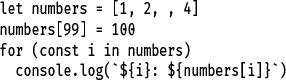 let numbers = [1, 2, , 4]
numbers[99] = 100
for (const i in numbers)
  console.log(`${i}: ${numbers[i]}`)